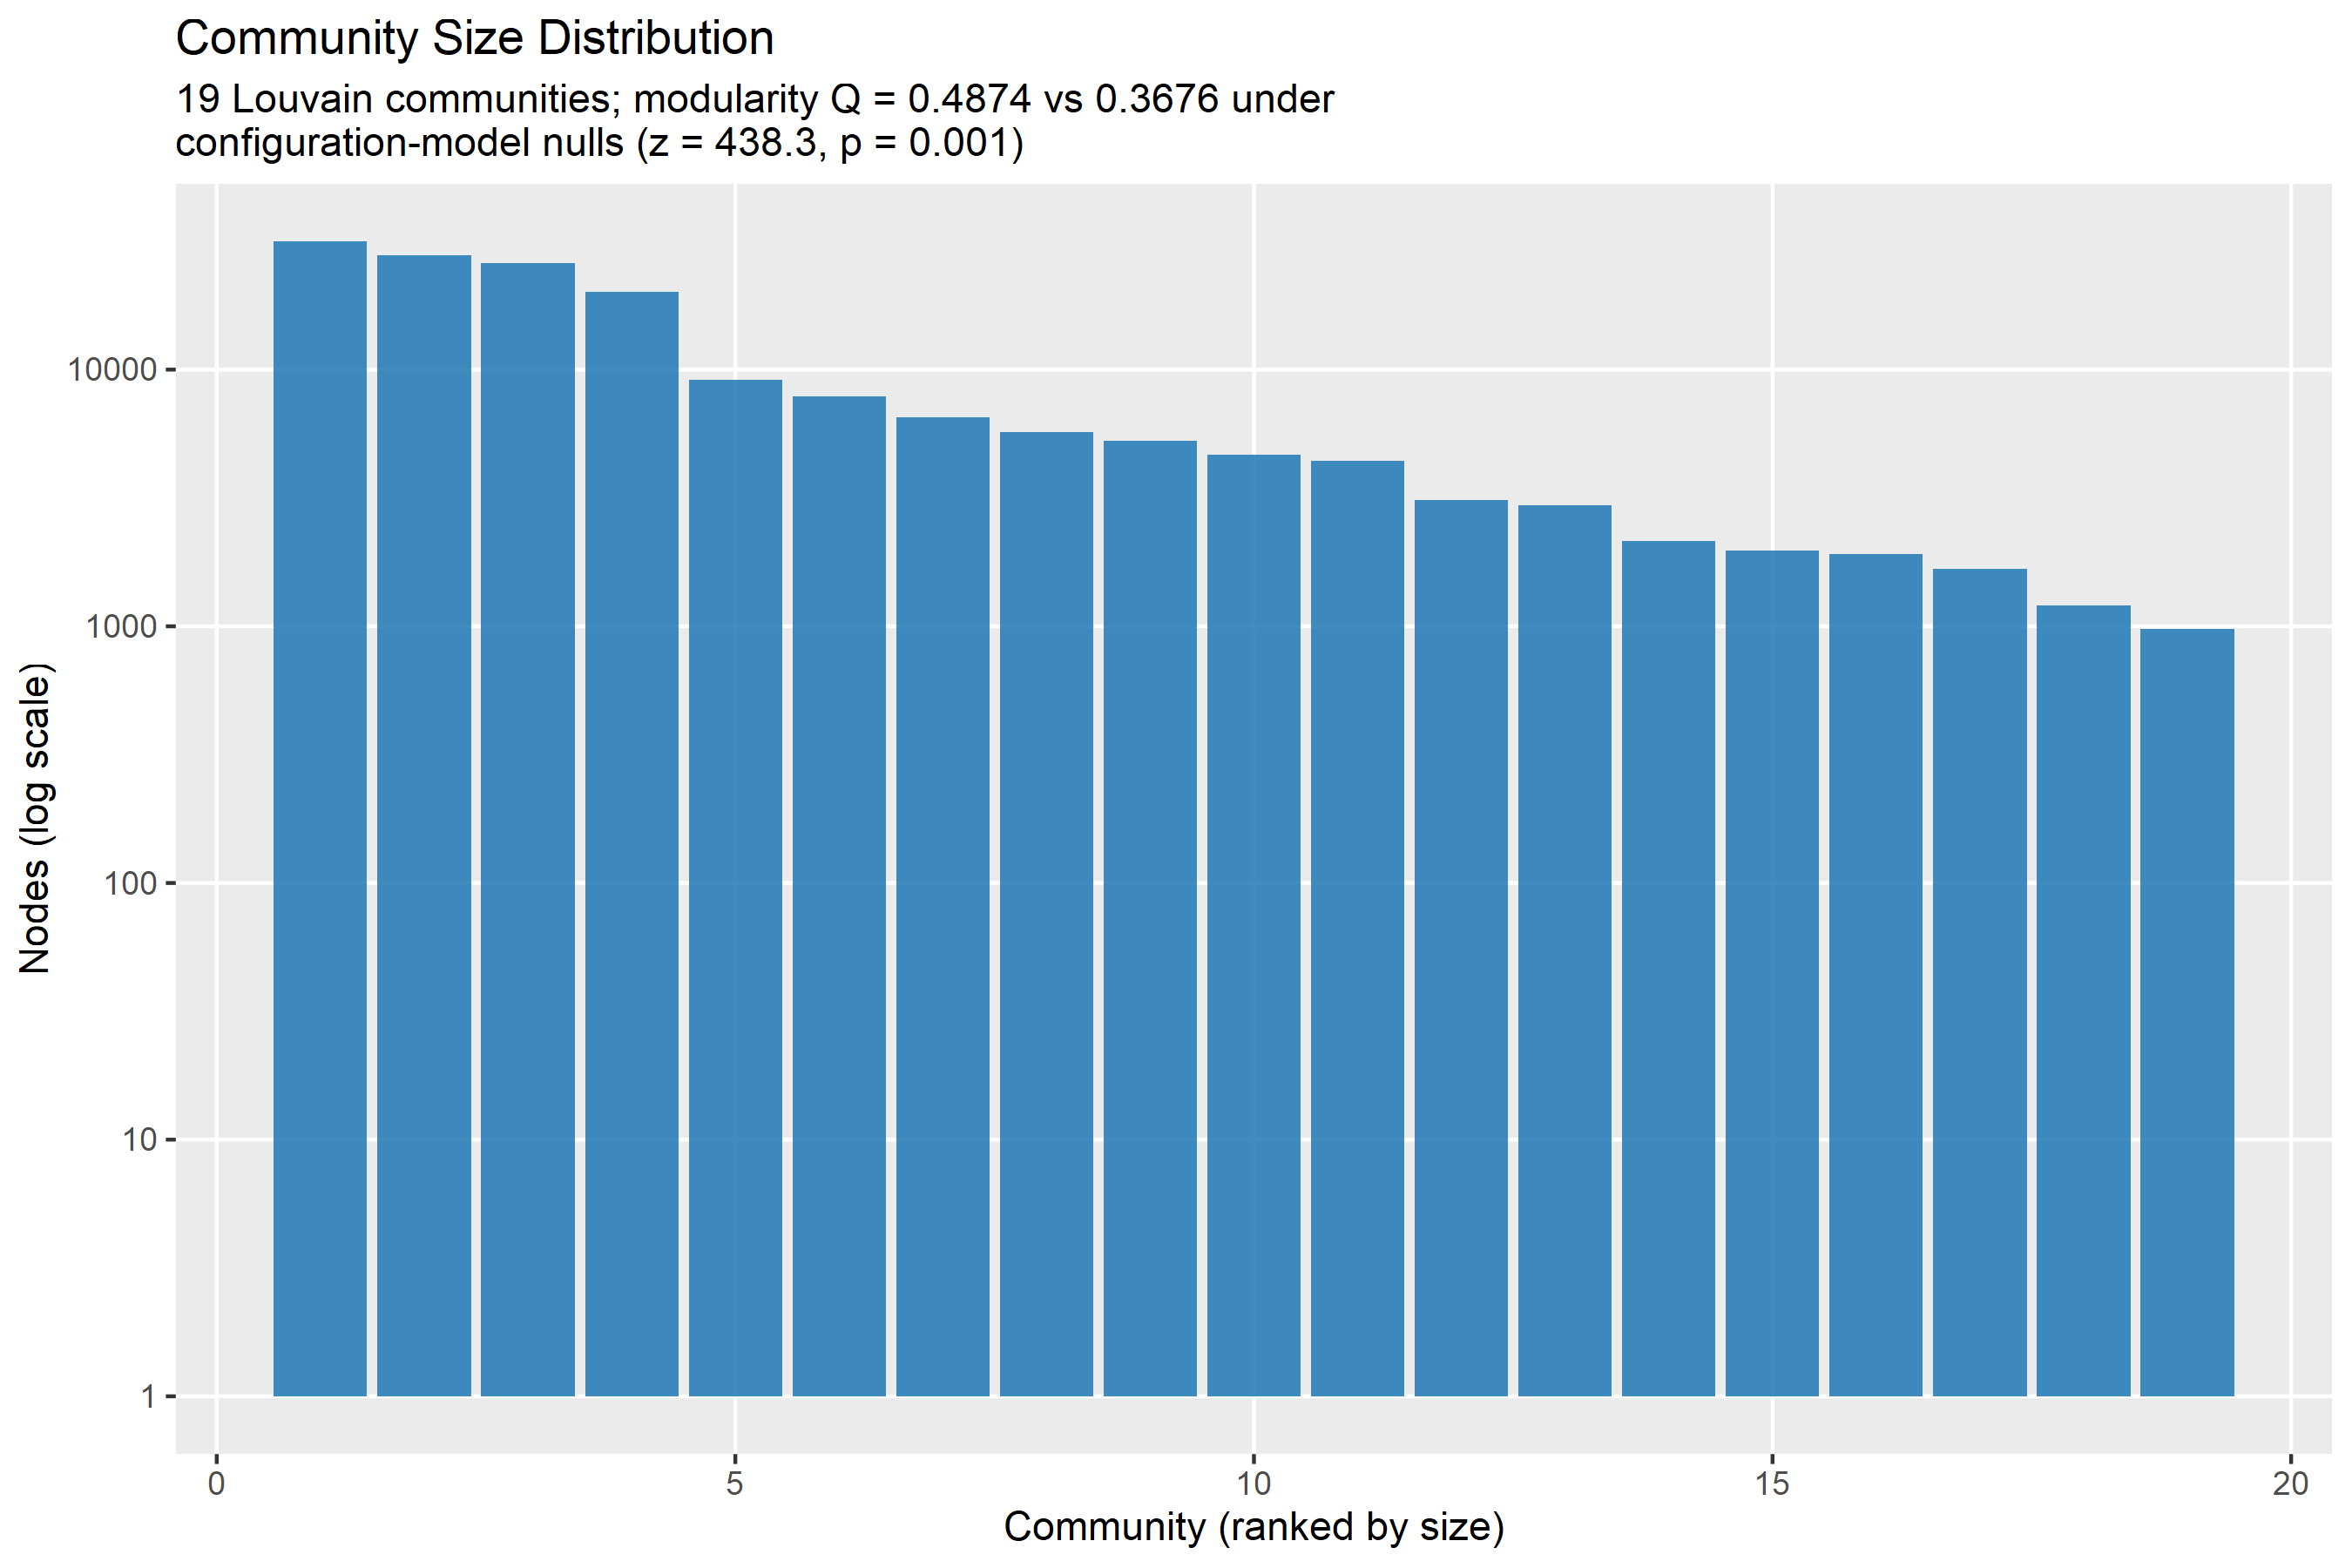 Community Size Distribution
19 Louvain communities; modularity Q = 0.4874 vs 0.3676 under
configuration-model nulls (z = 438.3, p = 0.001)
Nodes (log scale)
10000
1000
100
10
1
0 5 10 15 20
Community (ranked by size)